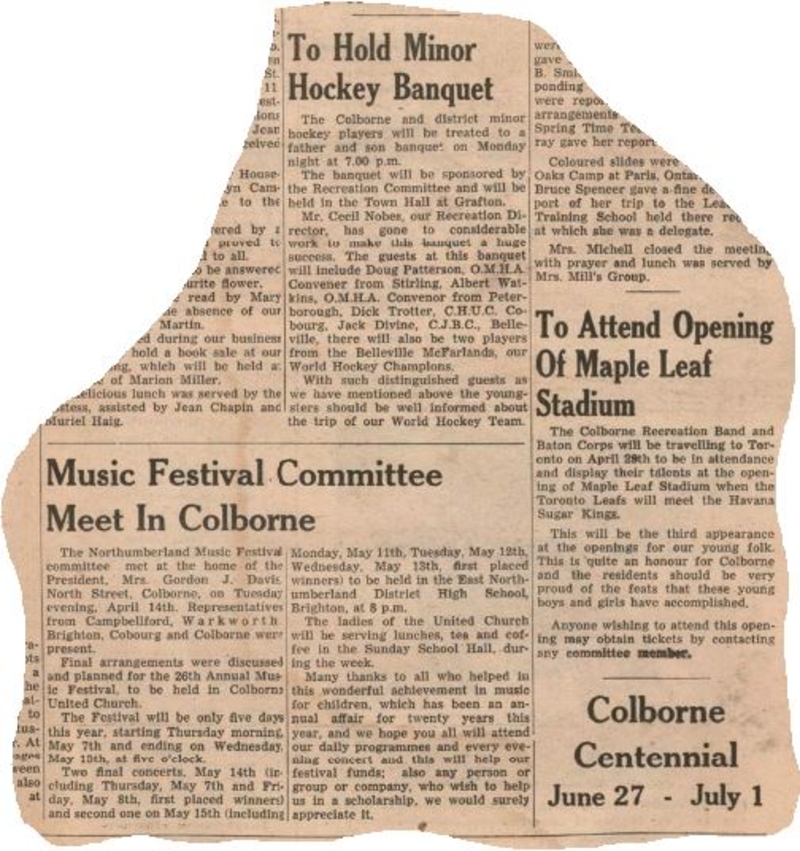 St.
11
Jean
House-
yn Cam-
e to the
ered by a
proved to
l to all.
o be answered
urite flower.
read by Mary
e absence of our
Martin.
ed during our business
hold a book sale at our
ng, which will be held at
of Marion Miller.
elicious lunch was served by the
ostess, assisted by Jean Chapin and
Muriel Haig.
To Hold Minor
Hockey Banquet
The Colborne and district minor
hockey players will be treated to a
father and son banquet on Monday
night at 7.00 p.m.
The banquet will be sponsored by
the Recreation Committee and will be
held in the Town Hall at Grafton.
Mr. Cecil Nobes, our Recreation Di-
rector, has gone to considerable
work to make this banquet a huge
success. The guests at this banquet
will include Doug Patterson, O.M.H.A.
Convener from Stirling, Albert Wat-
kins, O.M.H.A. Convenor from Peter-
borough, Dick Trotter, C.H.U.C. Co-
bourg, Jack Divine, C.J.B.C., Belle-
ville, there will also be two players
from the Belleville McFarlands, our
World Hockey Champions.
With such distinguished guests as
we have mentioned above the young-
sters should be well informed about
the trip of our World Hockey Team.
were
gave
B. Smi
ponding
were repor
arrangements
Spring Time Te
ray gave her report
Coloured slides were
Oaks Camp at Paris, Ontar
Bruce Spencer gave a fine de
port of her trip to the Lea
Training School held there re
at which she was a delegate.
Mrs. Michell closed the meeting
with prayer and lunch was served by
Mrs. Mill's Group.
To Attend Opening
Of Maple Leaf
Stadium
The Colborne Recreation Band and
Baton Corps will be travelling to Tor-
onto on April 29th to be in attendance
and display their talents at the open-
ing of Maple Leaf Stadium when the
Toronto Leafs will meet the Havana
Sugar Kings.
This will be the third appearance
at the openings for our young folk.
This is quite an honour for Colborne
and the residents should be very
proud of the feats that these young
boys and girls have accomplished.
Anyone wishing to attend this open-
ing may obtain tickets by contacting
any committee member.
Music Festival Committee
Meet In Colborne
The Northumberland Music Festival
committee met at the home of the
President, Mrs. Gordon J. Davis,
North Street, Colborne, on Tuesday
evening, April 14th. Representatives
from Campbellford, Warkworth
Brighton, Cobourg and Colborne were
present.
Final arrangements were discussed
and planned for the 26th Annual Mus-
ic Festival, to be held in Colborne
United Church.
The Festival will be only five days
this year, starting Thursday morning,
May 7th and ending on Wednesday,
May 13th, at five o'clock.
Two final concerts, May 14th (in-
cluding Thursday, May 7th and Fri-
day, May 8th, first placed winners)
and second one on May 15th (including
Monday, May 11th, Tuesday, May 12th,
Wednesday, May 13th, first placed
winners) to be held in the East North-
umberland District High School,
Brighton, at 8 p.m.
The ladies of the United Church
will be serving lunches, tea and cof-
fee in the Sunday School Hall, dur-
ing the week.
Many thanks to all who helped in
this wonderful achievement in music
for children, which has been an an-
nual affair for twenty years this
year, and we hope you all will attend
our daily programmes and every eve-
ning concert and this will help our
festival funds; also any person or
group or company, who wish to help
us in a scholarship, we would surely
appreciate it.
Colborne
Centennial
June 27 - July 1